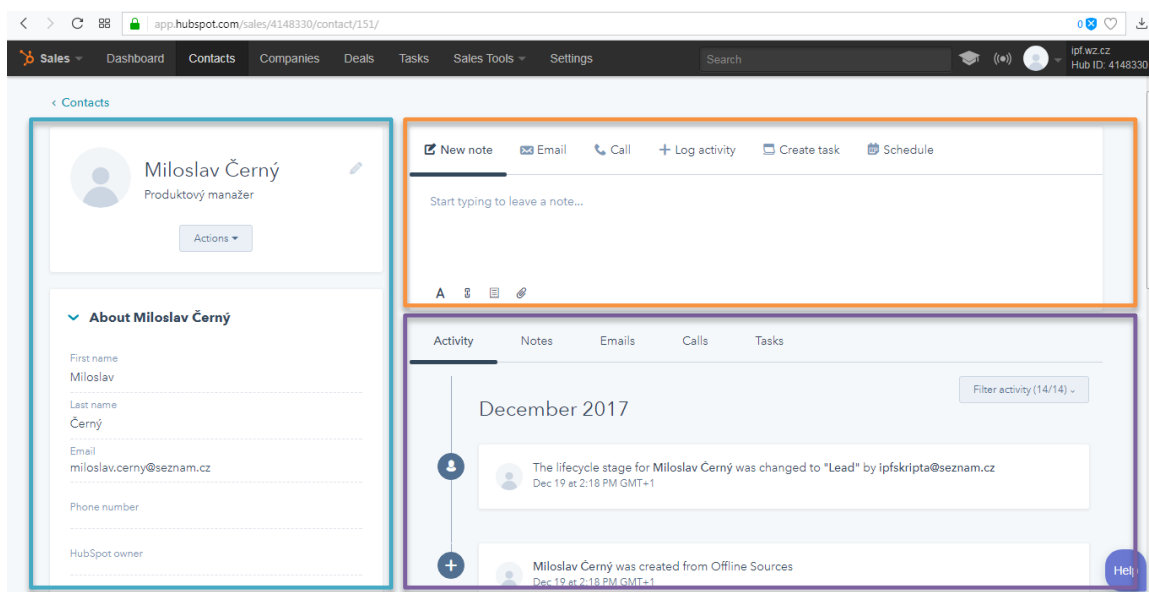 app.hubspot.com/sales/4148330/contact/151/
0
Sales Dashboard Contacts Companies Deals Tasks Sales Tools Settings Search
ipf.wz.cz
Hub ID: 4148330
‹ Contacts
Miloslav Černý
Produktový manažer
Actions
About Miloslav Černý
First name
Miloslav
Last name
Černý
Email
miloslav.cerny@seznam.cz
Phone number
HubSpot owner
New note Email Call Log activity Create task Schedule
Start typing to leave a note...
A
Activity Notes Emails Calls Tasks
Filter activity (14/14)
December 2017
The lifecycle stage for Miloslav Černý was changed to "Lead" by ipfskripta@seznam.cz
Dec 19 at 2:18 PM GMT+1
Miloslav Černý was created from Offline Sources
Dec 19 at 2:18 PM GMT+1
Help